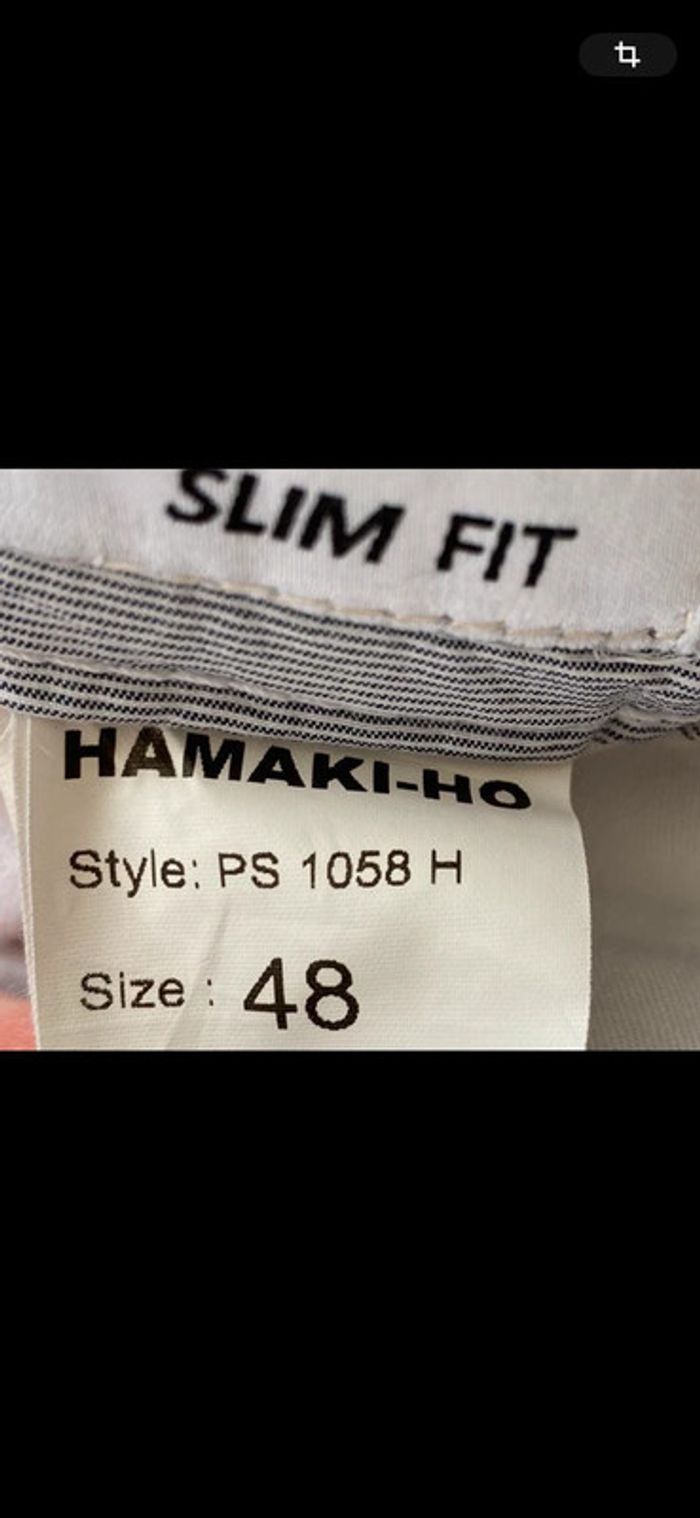 SLIM FIT
HAMAKI-HO
Style: PS 1058 H
Size : 48